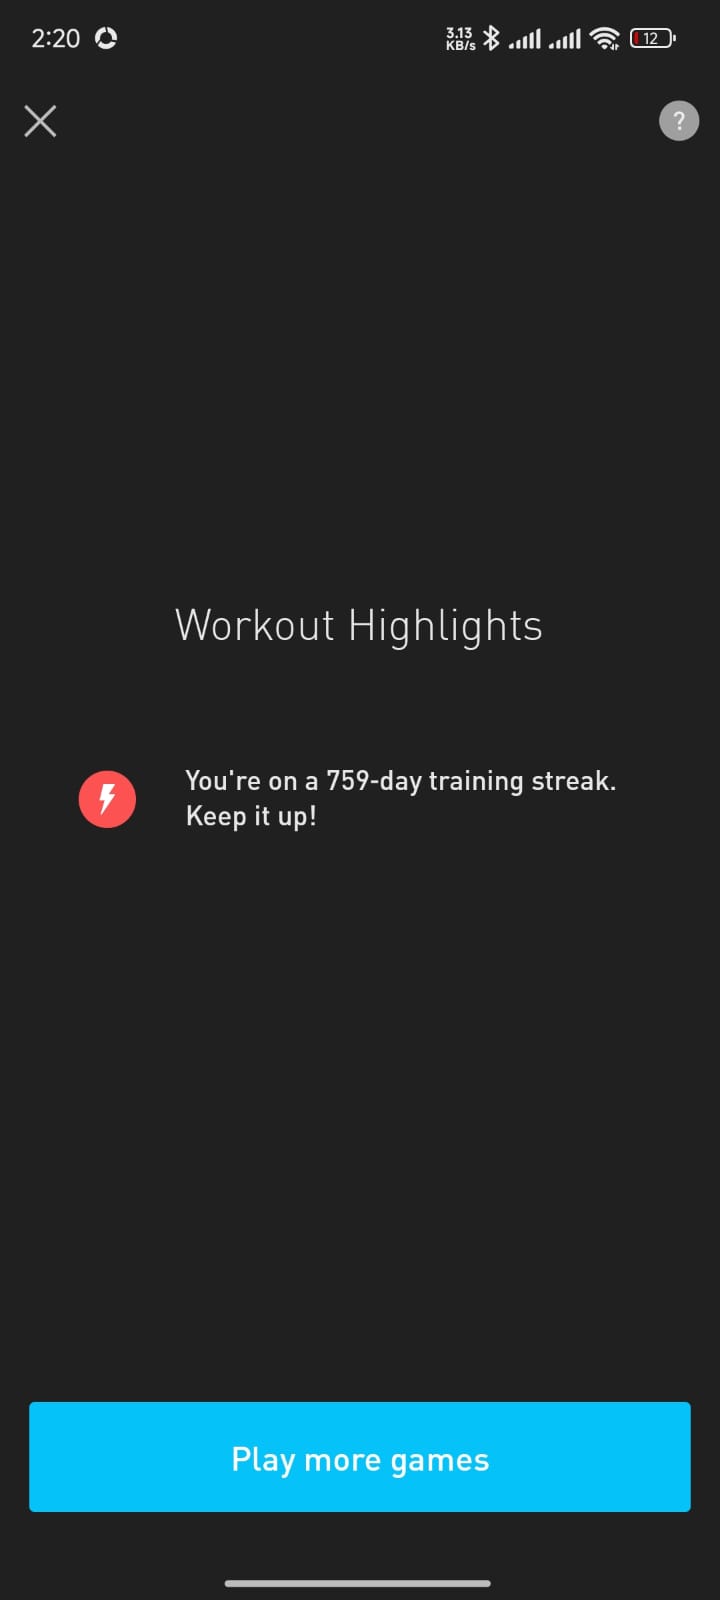 2:20
3.13
KB/s
12
?
Workout Highlights
You're on a 759-day training streak.
Keep it up!
Play more games